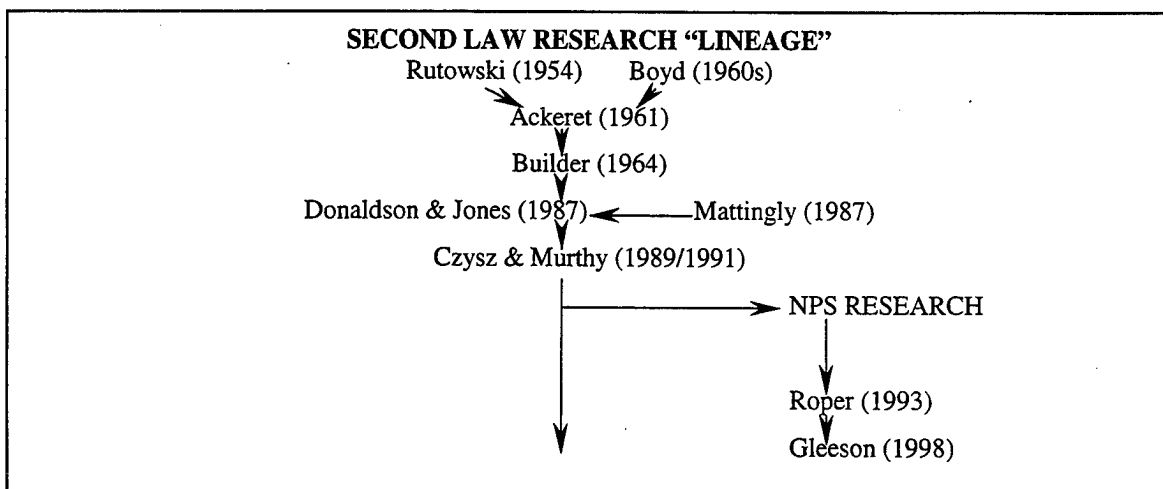 SECOND LAW RESEARCH “LINEAGE”
Rutowski (1954) Boyd (1960s)
Ackeret (1961)
Builder (1964)
Donaldson & Jones (1987) Mattingly (1987)
Czysz & Murthy (1989/1991)
NPS RESEARCH
Roper (1993)
Gleeson (1998)